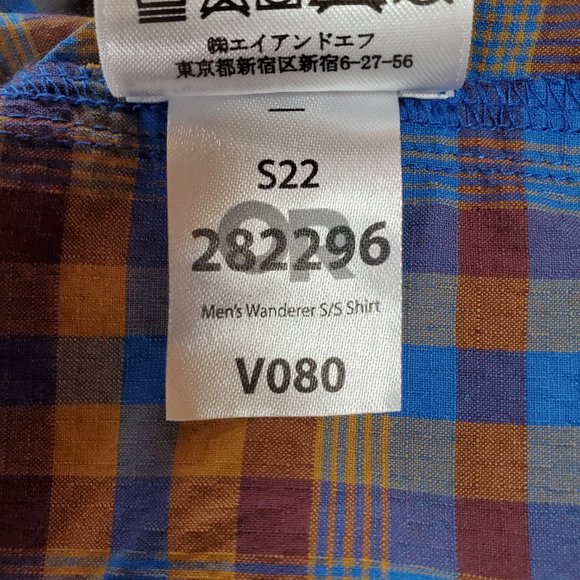 ㈱エイアンドエフ
東京都新宿区新宿6-27-56
S22
OR
282296
Men's Wanderer S/S Shirt
V080